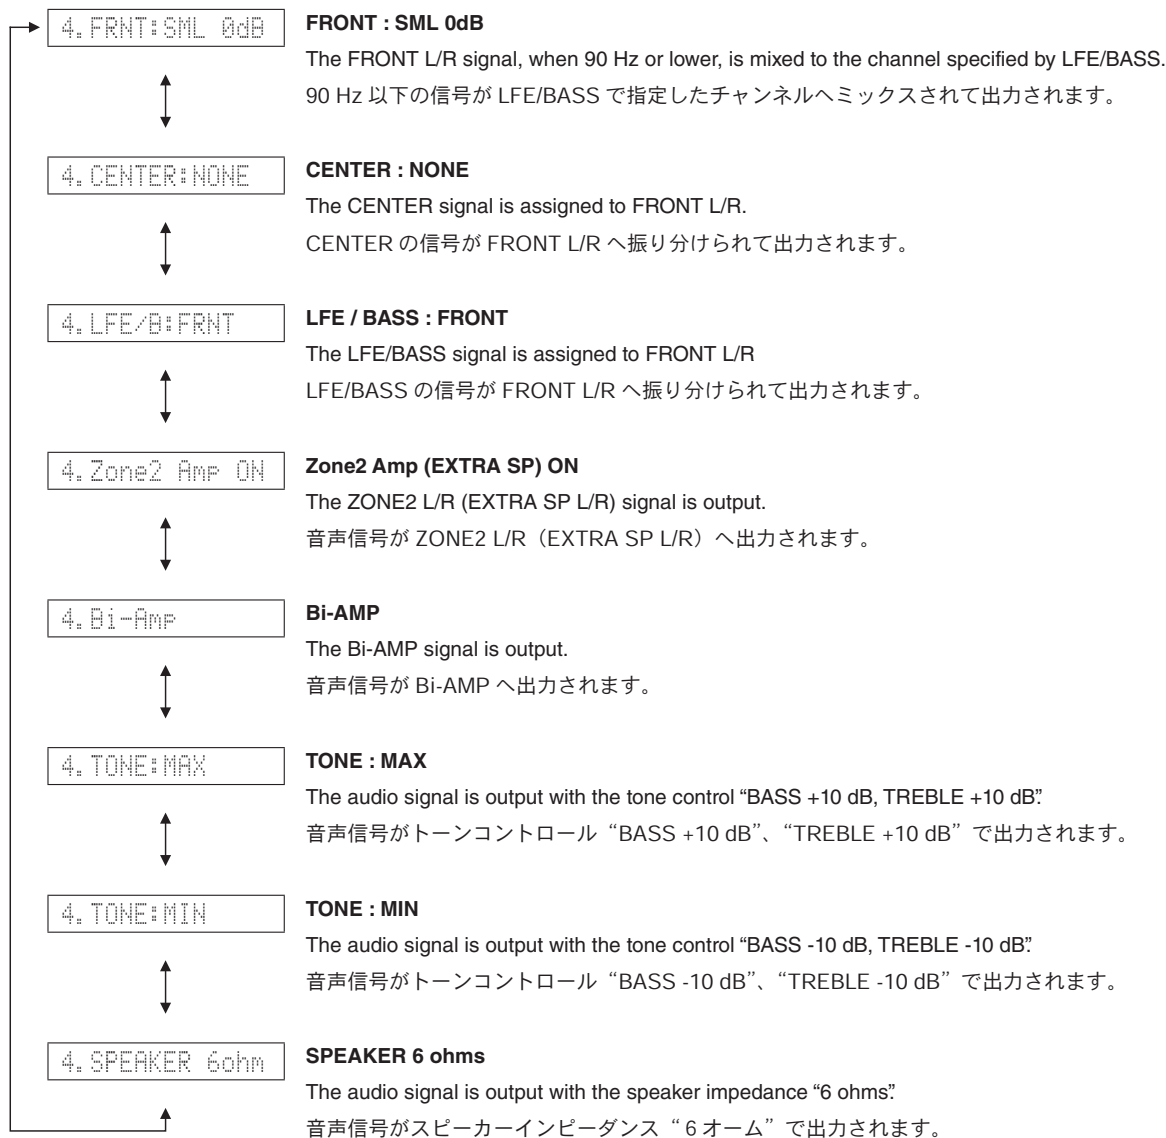 4.FRNT:SML 0dB
FRONT : SML 0dB
The FRONT L/R signal, when 90 Hz or lower, is mixed to the channel specified by LFE/BASS.
90 Hz 以下の信号が LFE/BASS で指定したチャンネルへミックスされて出力されます。
4.CENTER:NONE
CENTER : NONE
The CENTER signal is assigned to FRONT L/R.
CENTER の信号が FRONT L/R へ振り分けられて出力されます。
4.LFE/B:FRNT
LFE / BASS : FRONT
The LFE/BASS signal is assigned to FRONT L/R
LFE/BASS の信号が FRONT L/R へ振り分けられて出力されます。
4.Zone2 Amp ON
Zone2 Amp (EXTRA SP) ON
The ZONE2 L/R (EXTRA SP L/R) signal is output.
音声信号が ZONE2 L/R（EXTRA SP L/R）へ出力されます。
4.Bi-Amp
Bi-AMP
The Bi-AMP signal is output.
音声信号が Bi-AMP へ出力されます。
4.TONE:MAX
TONE : MAX
The audio signal is output with the tone control “BASS +10 dB, TREBLE +10 dB”.
音声信号がトーンコントロール“BASS +10 dB”、“TREBLE +10 dB”で出力されます。
4.TONE:MIN
TONE : MIN
The audio signal is output with the tone control “BASS -10 dB, TREBLE -10 dB”.
音声信号がトーンコントロール“BASS -10 dB”、“TREBLE -10 dB”で出力されます。
4.SPEAKER 6ohm
SPEAKER 6 ohms
The audio signal is output with the speaker impedance “6 ohms”.
音声信号がスピーカーインピーダンス“ 6 オーム”で出力されます。